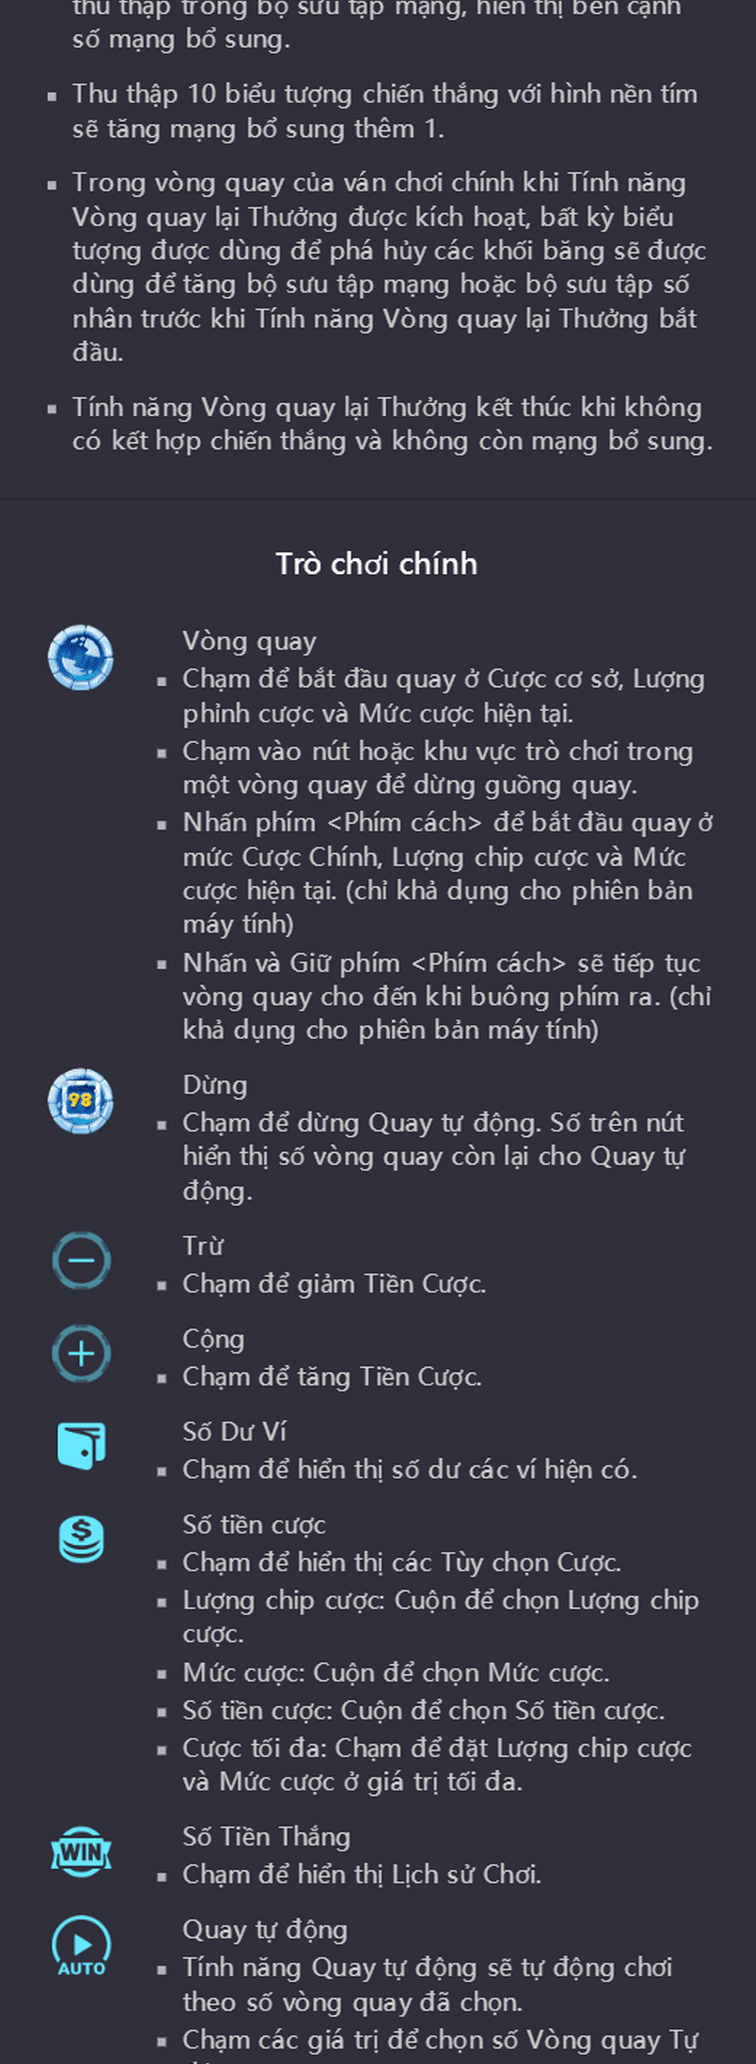 thu thập trong bộ sưu tập mạng, hiển thị bên cạnh
số mạng bổ sung.
▪ Thu thập 10 biểu tượng chiến thắng với hình nền tím
sẽ tăng mạng bổ sung thêm 1.
▪ Trong vòng quay của ván chơi chính khi Tính năng
Vòng quay lại Thưởng được kích hoạt, bất kỳ biểu
tượng được dùng để phá hủy các khối băng sẽ được
dùng để tăng bộ sưu tập mạng hoặc bộ sưu tập số
nhân trước khi Tính năng Vòng quay lại Thưởng bắt
đầu.
▪ Tính năng Vòng quay lại Thưởng kết thúc khi không
có kết hợp chiến thắng và không còn mạng bổ sung.
Trò chơi chính
Vòng quay
▪ Chạm để bắt đầu quay ở Cược cơ sở, Lượng
phỉnh cược và Mức cược hiện tại.
▪ Chạm vào nút hoặc khu vực trò chơi trong
một vòng quay để dừng guồng quay.
▪ Nhấn phím <Phím cách> để bắt đầu quay ở
mức Cược Chính, Lượng chip cược và Mức
cược hiện tại. (chỉ khả dụng cho phiên bản
máy tính)
▪ Nhấn và Giữ phím <Phím cách> sẽ tiếp tục
vòng quay cho đến khi buông phím ra. (chỉ
khả dụng cho phiên bản máy tính)
98
Dừng
▪ Chạm để dừng Quay tự động. Số trên nút
hiển thị số vòng quay còn lại cho Quay tự
động.
Trừ
▪ Chạm để giảm Tiền Cược.
Cộng
▪ Chạm để tăng Tiền Cược.
Số Dư Ví
▪ Chạm để hiển thị số dư các ví hiện có.
$
Số tiền cược
▪ Chạm để hiển thị các Tùy chọn Cược.
▪ Lượng chip cược: Cuộn để chọn Lượng chip
cược.
▪ Mức cược: Cuộn để chọn Mức cược.
▪ Số tiền cược: Cuộn để chọn Số tiền cược.
▪ Cược tối đa: Chạm để đặt Lượng chip cược
và Mức cược ở giá trị tối đa.
WIN
Số Tiền Thắng
▪ Chạm để hiển thị Lịch sử Chơi.
AUTO
Quay tự động
▪ Tính năng Quay tự động sẽ tự động chơi
theo số vòng quay đã chọn.
▪ Chạm các giá trị để chọn số Vòng quay Tự